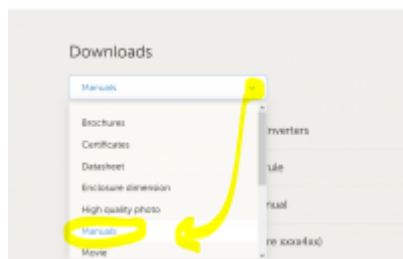 Downloads
Manuals
Brochures
nverters
Certificates
Datasheet
ule
Enclosure dimension
High quality photo
nual
Manuals
Movie